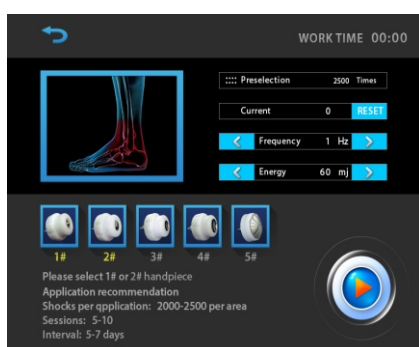 WORK TIME 00:00
:::: Preselection 2500 Times
Current 0 RESET
Frequency 1 Hz
Energy 60 mj
1# 2# 3# 4# 5#
Please select 1# or 2# handpiece
Application recommendation
Shocks per qpplication: 2000-2500 per area
Sessions: 5-10
Interval: 5-7 days